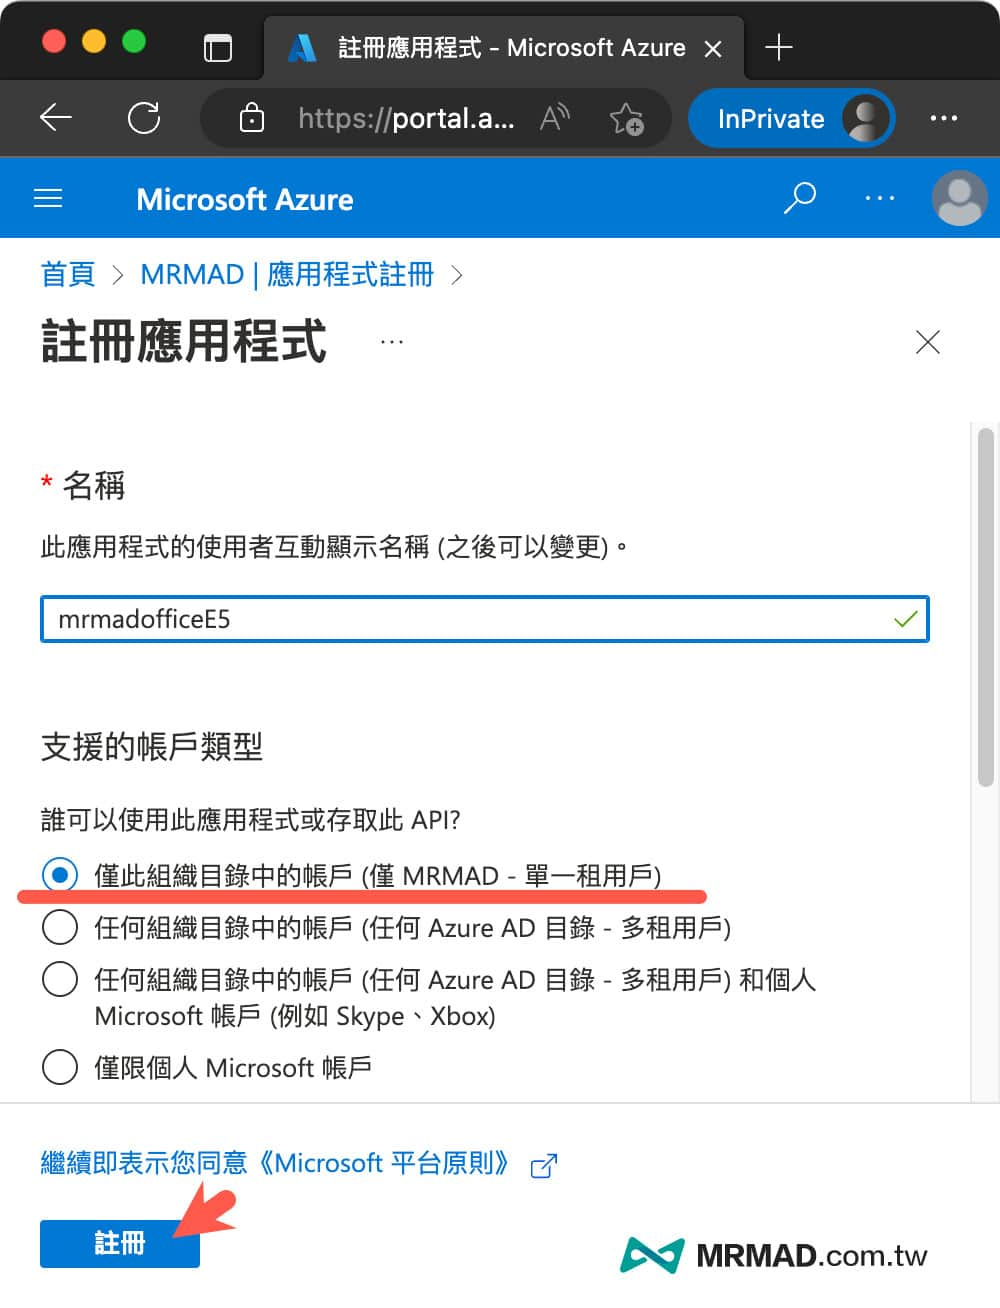 註冊應用程式 - Microsoft Azure
https://portal.a...
InPrivate
Microsoft Azure
首頁 > MRMAD | 應用程式註冊 >
註冊應用程式
* 名稱
此應用程式的使用者互動顯示名稱 (之後可以變更)。
mrmadofficeE5
支援的帳戶類型
誰可以使用此應用程式或存取此 API?
僅此組織目錄中的帳戶 (僅 MRMAD - 單一租用戶)
任何組織目錄中的帳戶 (任何 Azure AD 目錄 - 多租用戶)
任何組織目錄中的帳戶 (任何 Azure AD 目錄 - 多租用戶) 和個人
Microsoft 帳戶 (例如 Skype、Xbox)
僅限個人 Microsoft 帳戶
繼續即表示您同意《Microsoft 平台原則》
註冊
MRMAD.com.tw